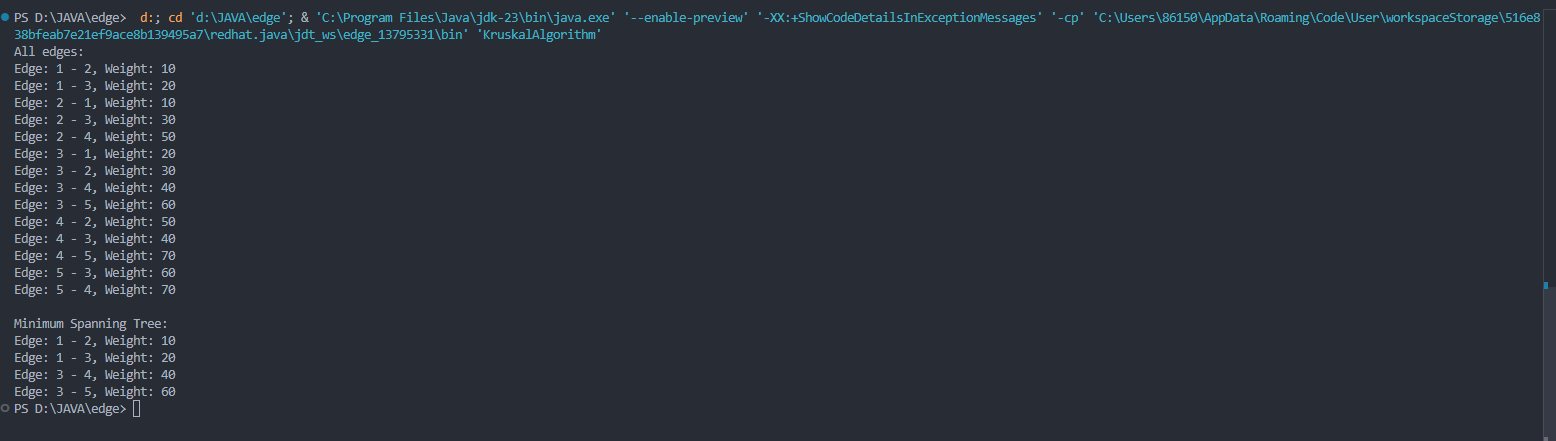 PS D:\JAVA\edge>  d:; cd 'd:\JAVA\edge'; & 'C:\Program Files\Java\jdk-23\bin\java.exe' '--enable-preview' '-XX:+ShowCodeDetailsInExceptionMessages' '-cp' 'C:\Users\86150\AppData\Roaming\Code\User\workspaceStorage\516e8
38bfeab7e21ef9ace8b139495a7\redhat.java\jdt_ws\edge_13795331\bin' 'KruskalAlgorithm'
All edges:
Edge: 1 - 2, Weight: 10
Edge: 1 - 3, Weight: 20
Edge: 2 - 1, Weight: 10
Edge: 2 - 3, Weight: 30
Edge: 2 - 4, Weight: 50
Edge: 3 - 1, Weight: 20
Edge: 3 - 2, Weight: 30
Edge: 3 - 4, Weight: 40
Edge: 3 - 5, Weight: 60
Edge: 4 - 2, Weight: 50
Edge: 4 - 3, Weight: 40
Edge: 4 - 5, Weight: 70
Edge: 5 - 3, Weight: 60
Edge: 5 - 4, Weight: 70
Minimum Spanning Tree:
Edge: 1 - 2, Weight: 10
Edge: 1 - 3, Weight: 20
Edge: 3 - 4, Weight: 40
Edge: 3 - 5, Weight: 60
PS D:\JAVA\edge>